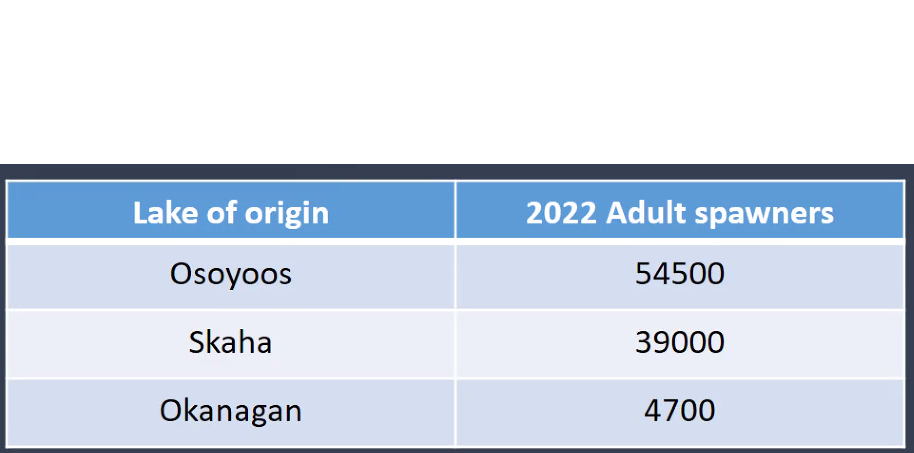 Lake of origin 2022 Adult spawners
Osoyoos 54500
Skaha 39000
Okanagan 4700